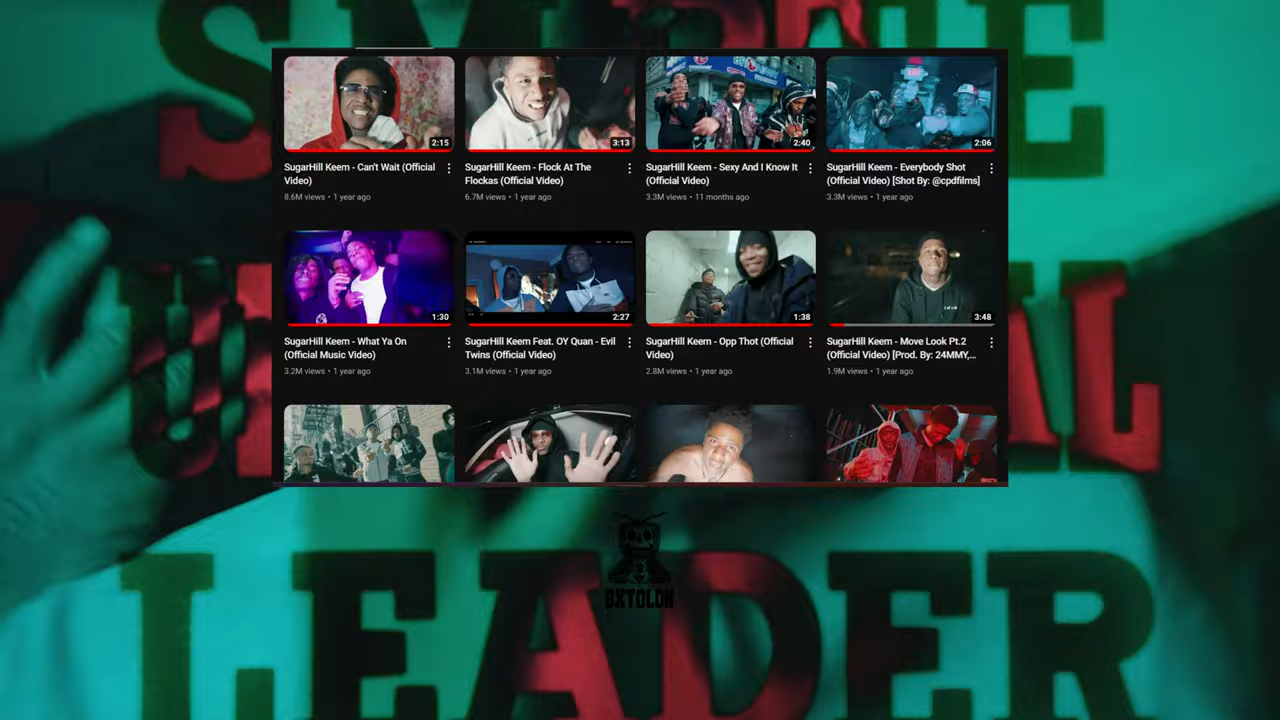 2:15
3:13
2:40
2:06
SugarHill Keem - Can't Wait (Official
Video)
8.6M views • 1 year ago
SugarHill Keem - Flock At The
Flockas (Official Video)
6.7M views • 1 year ago
SugarHill Keem - Sexy And I Know It
(Official Video)
3.3M views • 11 months ago
SugarHill Keem - Everybody Shot
(Official Video) [Shot By: @cpdfilms]
3.3M views • 1 year ago
1:30
2:27
1:38
3:48
SugarHill Keem - What Ya On
(Official Music Video)
3.2M views • 1 year ago
SugarHill Keem Feat. OY Quan - Evil
Twins (Official Video)
3.1M views • 1 year ago
SugarHill Keem - Opp Thot (Official
Video)
2.8M views • 1 year ago
SugarHill Keem - Move Look Pt.2
(Official Video) [Prod. By: 24MMY,...
1.9M views • 1 year ago
BXTOLDN
LEADER